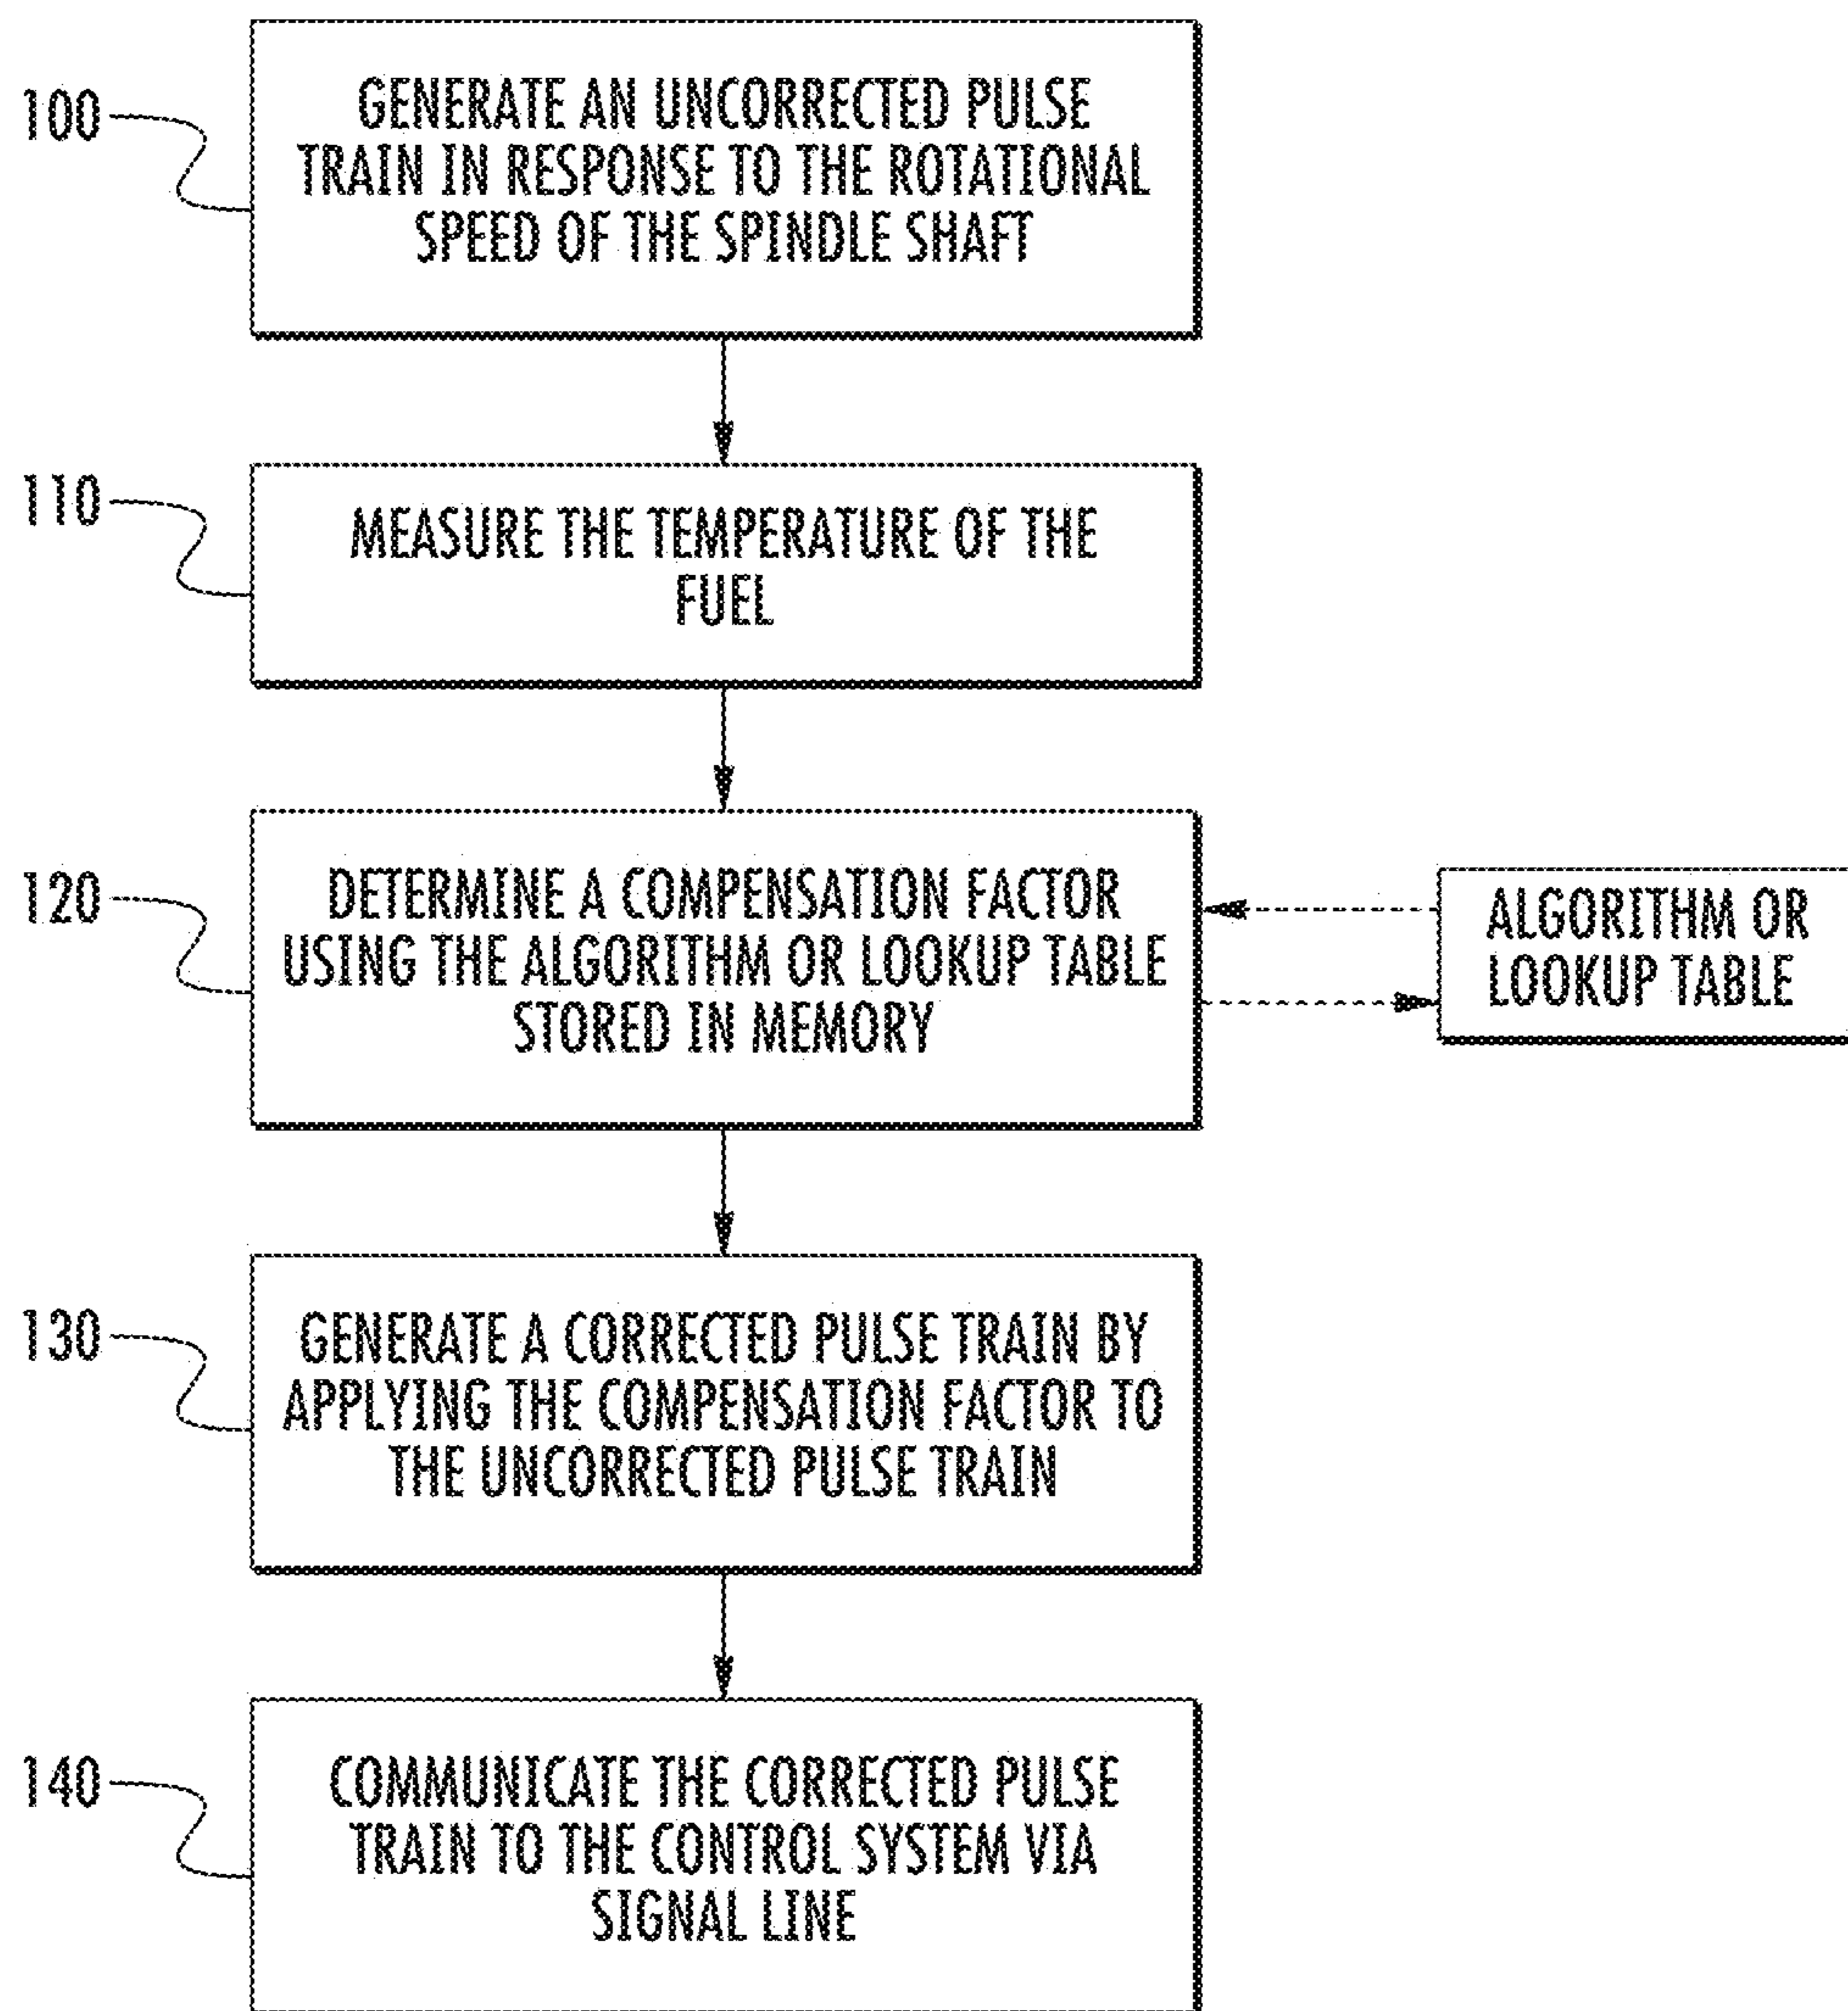 100
GENERATE AN UNCORRECTED PULSE
TRAIN IN RESPONSE TO THE ROTATIONAL
SPEED OF THE SPINDLE SHAFT
110
MEASURE THE TEMPERATURE OF THE
FUEL
120
DETERMINE A COMPENSATION FACTOR
USING THE ALGORITHM OR LOOKUP TABLE
STORED IN MEMORY
ALGORITHM OR
LOOKUP TABLE
130
GENERATE A CORRECTED PULSE TRAIN BY
APPLYING THE COMPENSATION FACTOR TO
THE UNCORRECTED PULSE TRAIN
140
COMMUNICATE THE CORRECTED PULSE
TRAIN TO THE CONTROL SYSTEM VIA
SIGNAL LINE